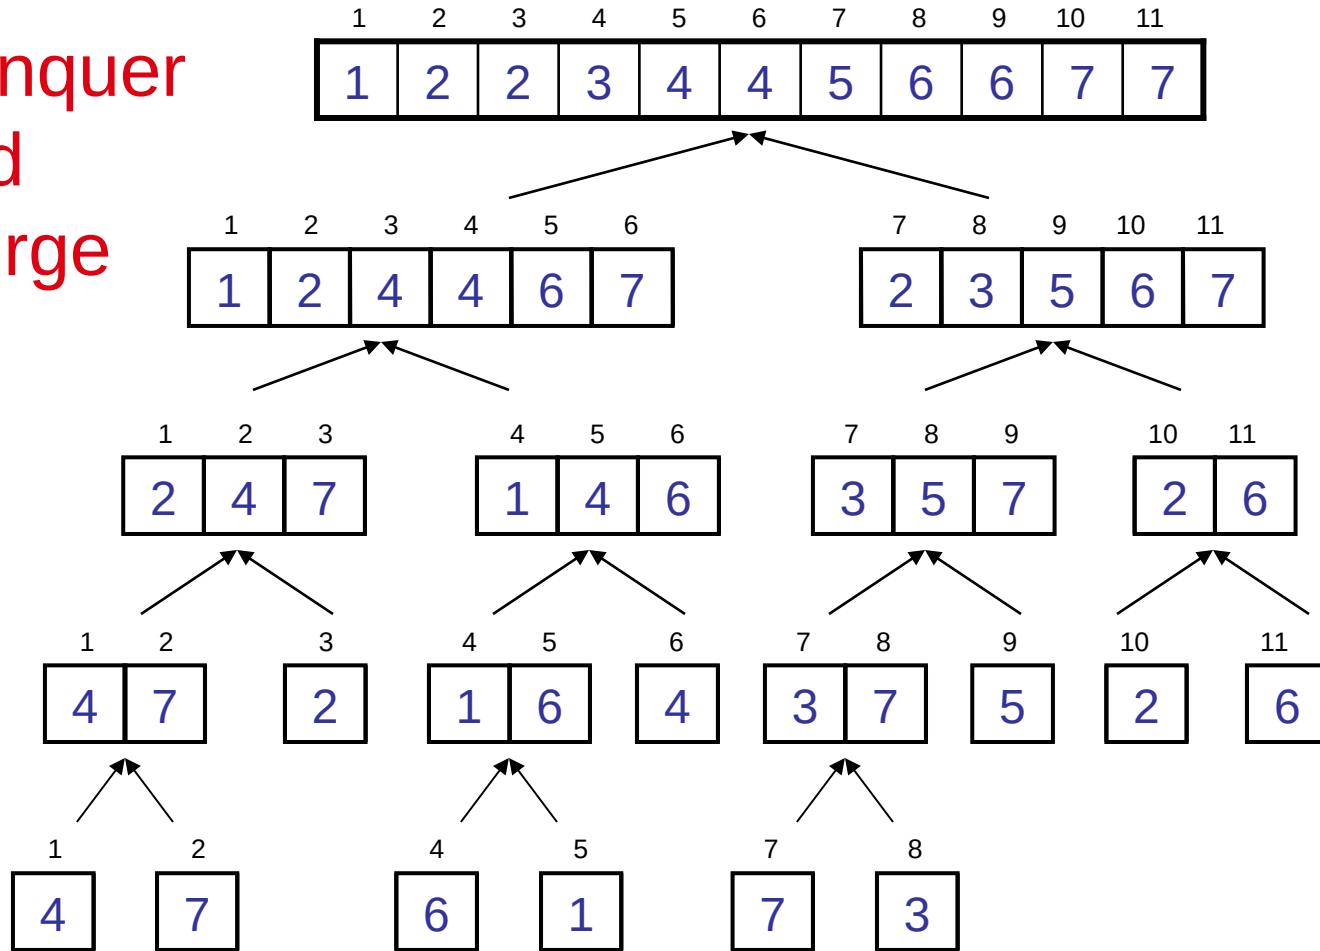 1 2 3 4 5 6 7 8 9 10 11
nquer
1 2 2 3 4 4 5 6 6 7 7
d
rge
1 2 3 4 5 6 7 8 9 10 11
1 2 4 4 6 7 2 3 5 6 7
1 2 3 4 5 6 7 8 9 10 11
2 4 7 1 4 6 3 5 7 2 6
1 2 3 4 5 6 7 8 9 10 11
4 7 2 1 6 4 3 7 5 2 6
1 2 4 5 7 8
4 7 6 1 7 3